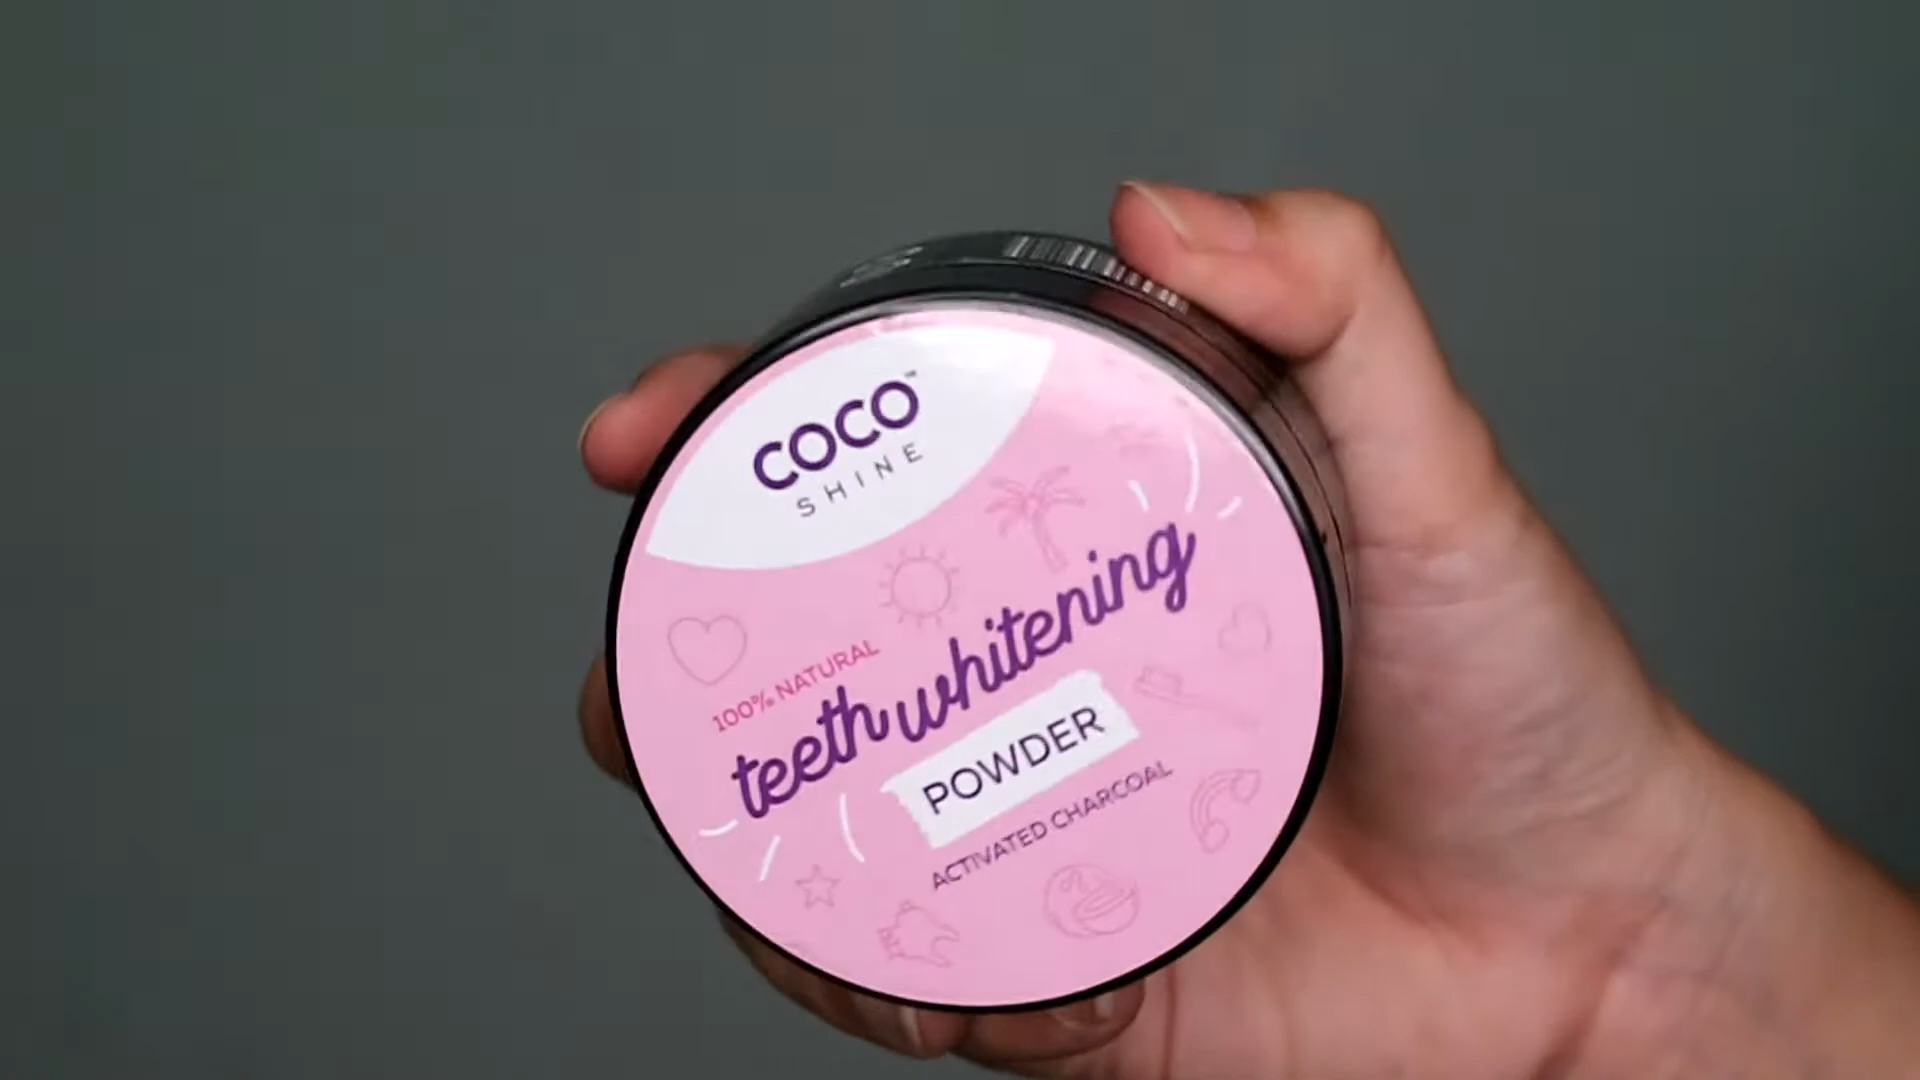 COCO™
SHINE
100% NATURAL
teeth whitening
POWDER
ACTIVATED CHARCOAL